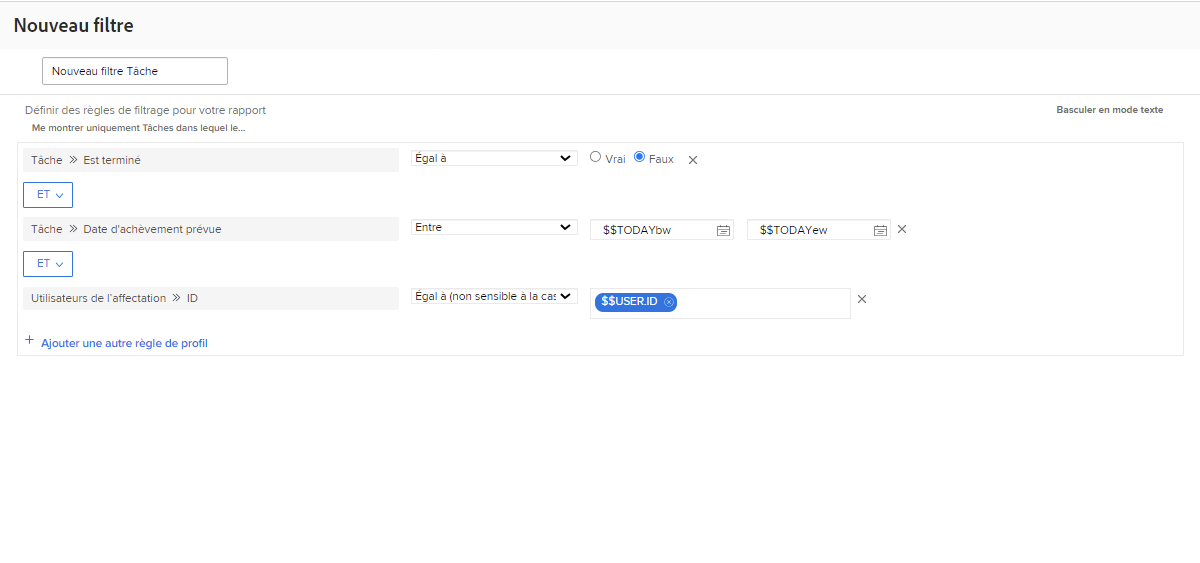 Nouveau filtre
Nouveau filtre Tâche
Définir des règles de filtrage pour votre rapport
Basculer en mode texte
Me montrer uniquement Tâches dans lequel le...
Tâche » Est terminé
Égal à
Vrai
Faux
ET
Tâche » Date d'achèvement prévue
Entre
$$TODAYbw
$$TODAYew
ET
Utilisateurs de l'affectation » ID
Égal à (non sensible à la cas
$$USER.ID
+ Ajouter une autre règle de profil